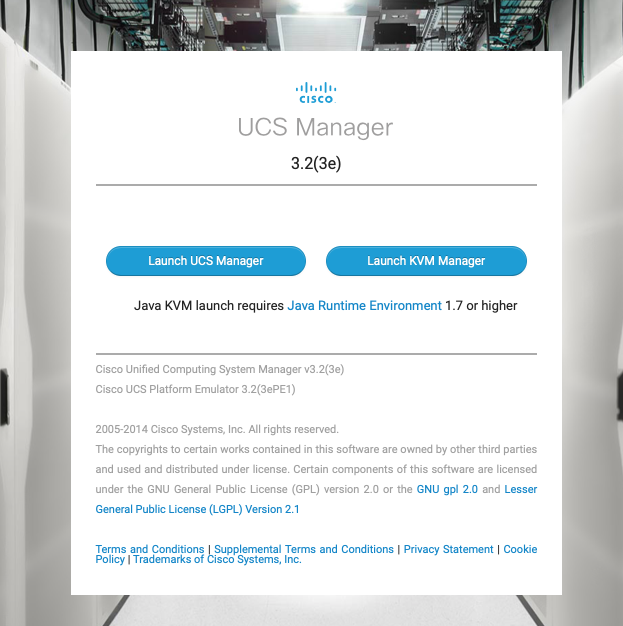 CISCO
UCS Manager
3.2(3e)
Launch UCS Manager
Launch KVM Manager
Java KVM launch requires Java Runtime Environment 1.7 or higher
Cisco Unified Computing System Manager v3.2(3e)
Cisco UCS Platform Emulator 3.2(3ePE1)
2005-2014 Cisco Systems, Inc. All rights reserved.
The copyrights to certain works contained in this software are owned by other third parties
and used and distributed under license. Certain components of this software are licensed
under the GNU General Public License (GPL) version 2.0 or the GNU gpl 2.0 and Lesser
General Public License (LGPL) Version 2.1
Terms and Conditions | Supplemental Terms and Conditions | Privacy Statement | Cookie
Policy | Trademarks of Cisco Systems, Inc.